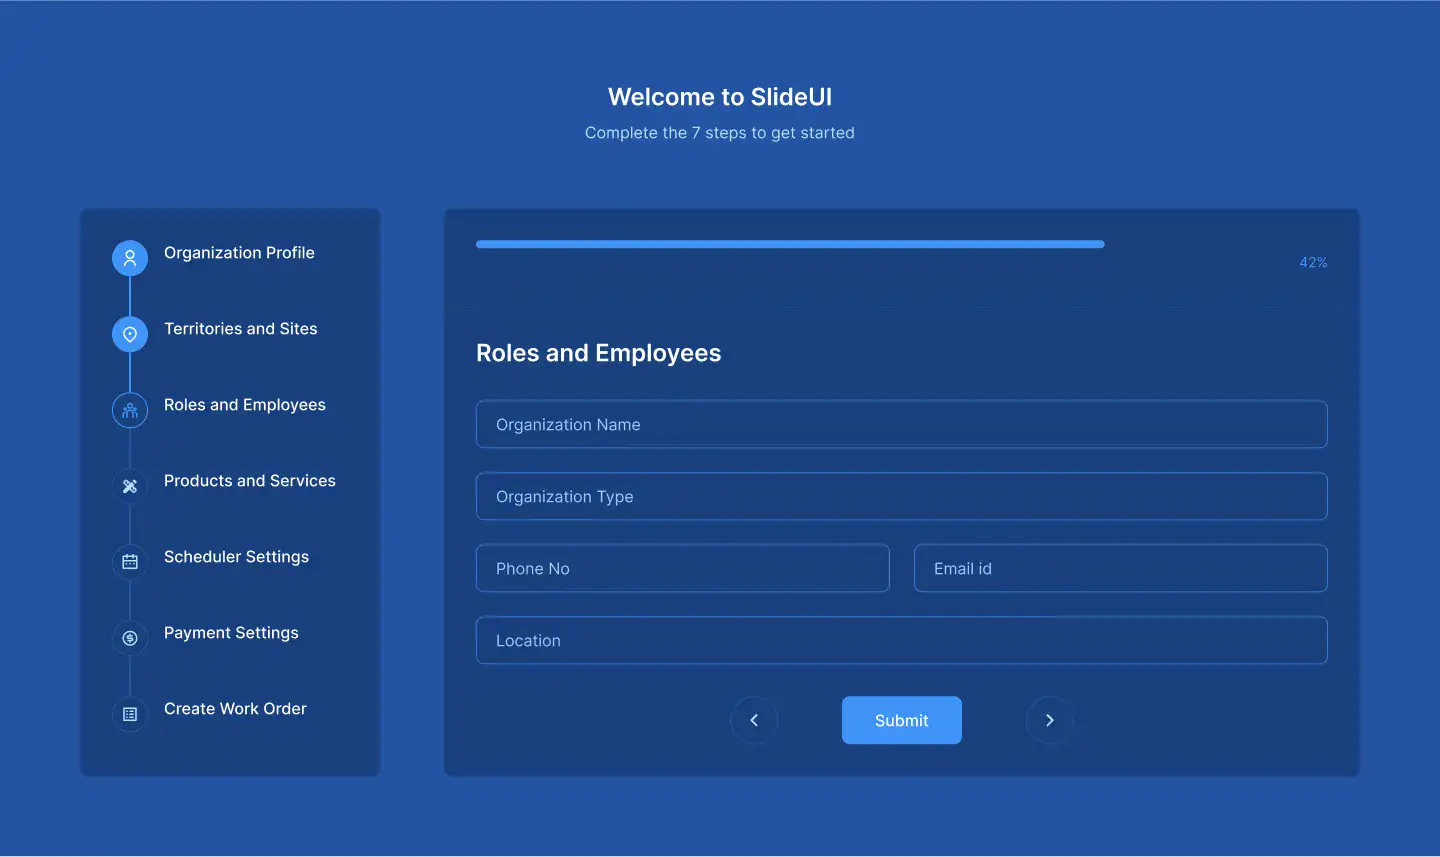 Welcome to SlideUI
Complete the 7 steps to get started
Organization Profile
Territories and Sites
Roles and Employees
Products and Services
Scheduler Settings
Payment Settings
Create Work Order
42%
Roles and Employees
Organization Name
Organization Type
Phone No
Email id
Location
Submit